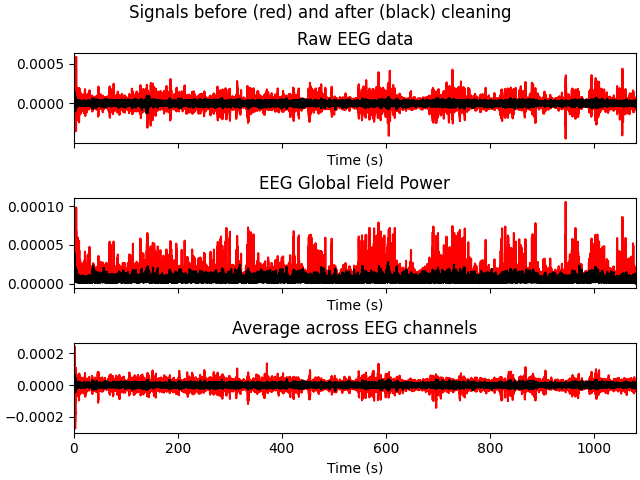 Signals before (red) and after (black) cleaning
Raw EEG data
0.0005
0.0000
Time (s)
EEG Global Field Power
0.00010
0.00005
0.00000
Time (s)
Average across EEG channels
0.0002
0.0000
−0.0002
0 200 400 600 800 1000
Time (s)